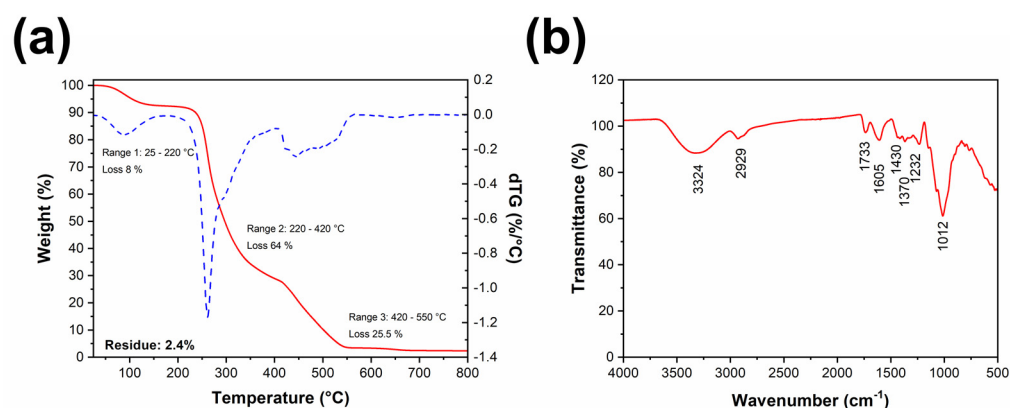 (a)
100
90
80
70
60
50
40
30
20
10
0
Weight (%)
0.2
0.0
-0.2
-0.4
-0.6
-0.8
-1.0
-1.2
-1.4
dTG (%/°C)
Range 1: 25 - 220 °C
Loss 8 %
Range 2: 220 - 420 °C
Loss 64 %
Range 3: 420 - 550 °C
Loss 25.5 %
Residue: 2.4%
100 200 300 400 500 600 700 800
Temperature (°C)
(b)
120
100
80
60
40
20
0
Transmittance (%)
3324
2929
1733
1605
1430
1370
1232
1012
4000 3500 3000 2500 2000 1500 1000 500
Wavenumber (cm⁻¹)